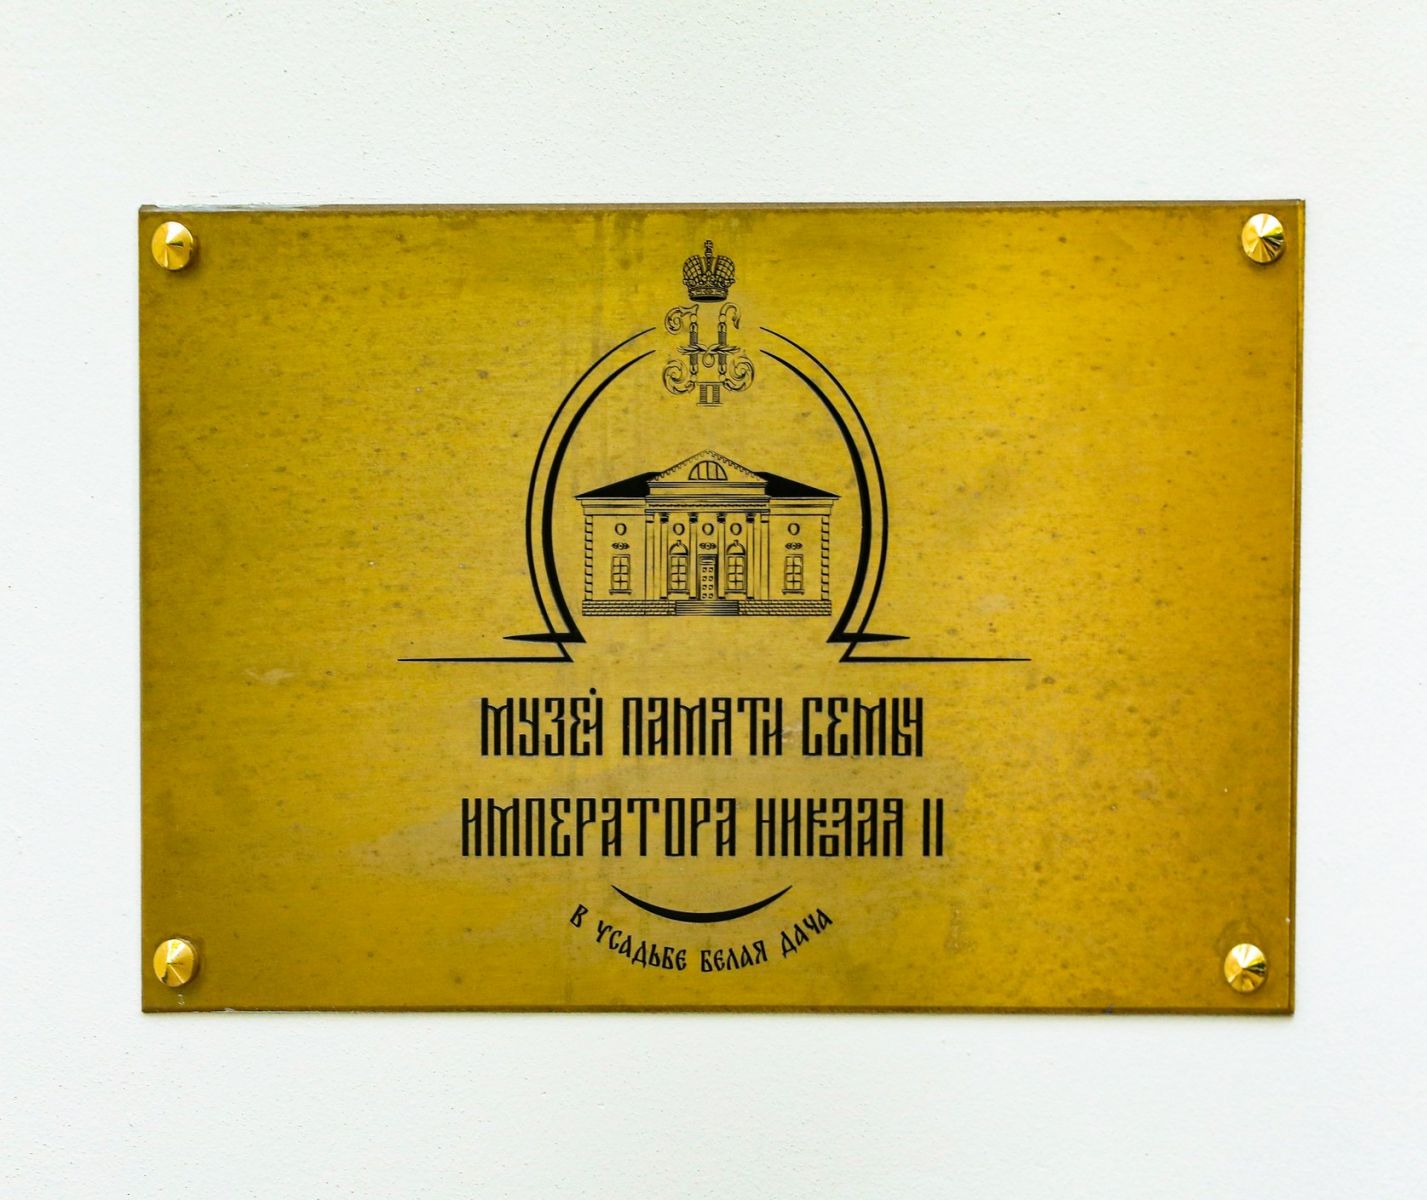 МУЗЕЙ ПАМЯТИ СЕМЬИ
ИМПЕРАТОРА НИКОЛАЯ II
В УСАДЬБЕ БЕЛАЯ ДАЧА